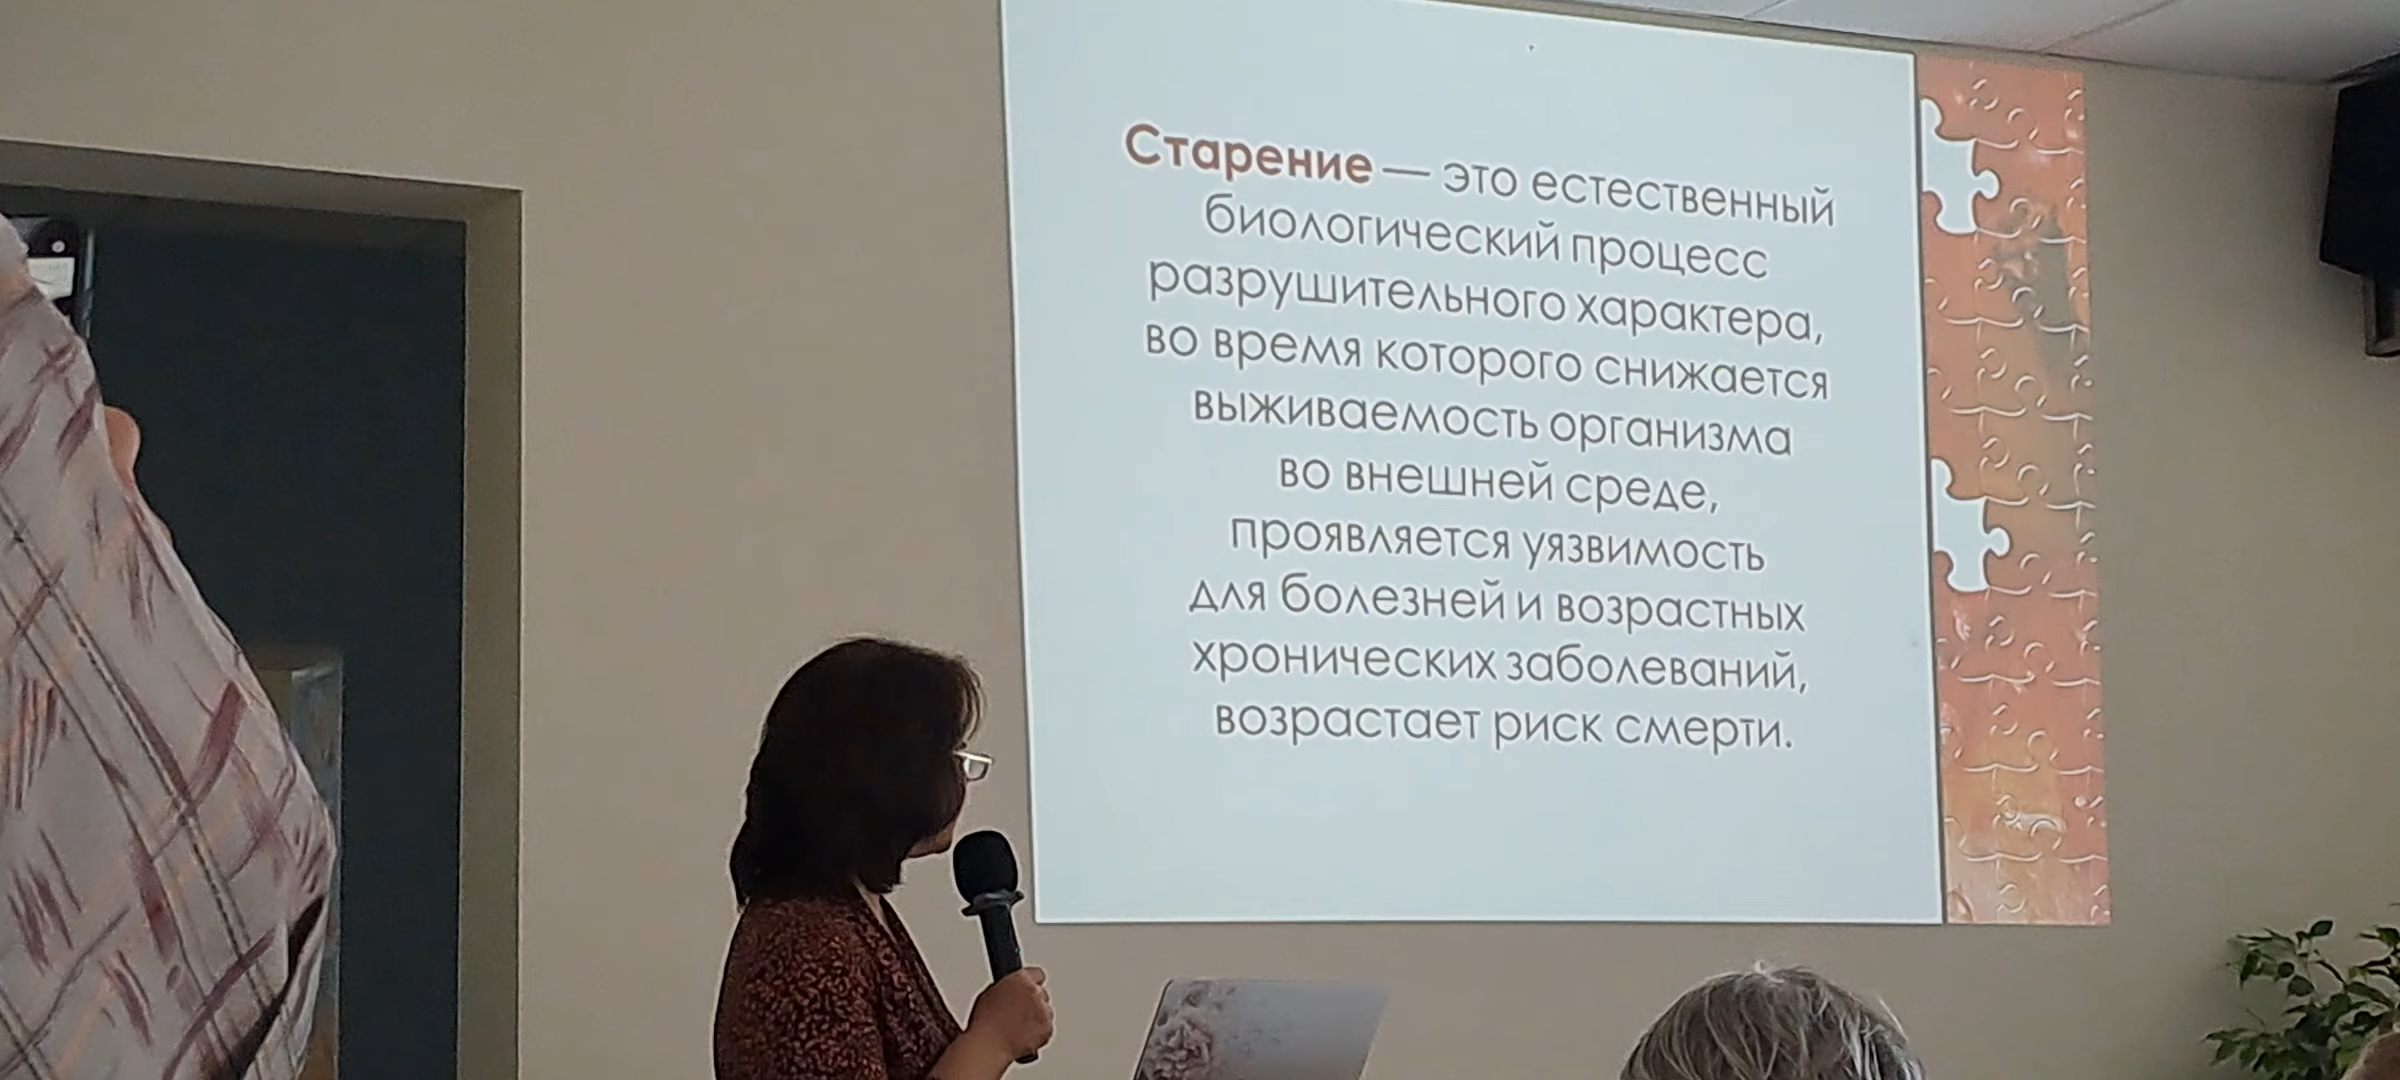 Старение — это естественный
биологический процесс
разрушительного характера,
во время которого снижается
выживаемость организма
во внешней среде,
проявляется уязвимость
для болезней и возрастных
хронических заболеваний,
возрастает риск смерти.